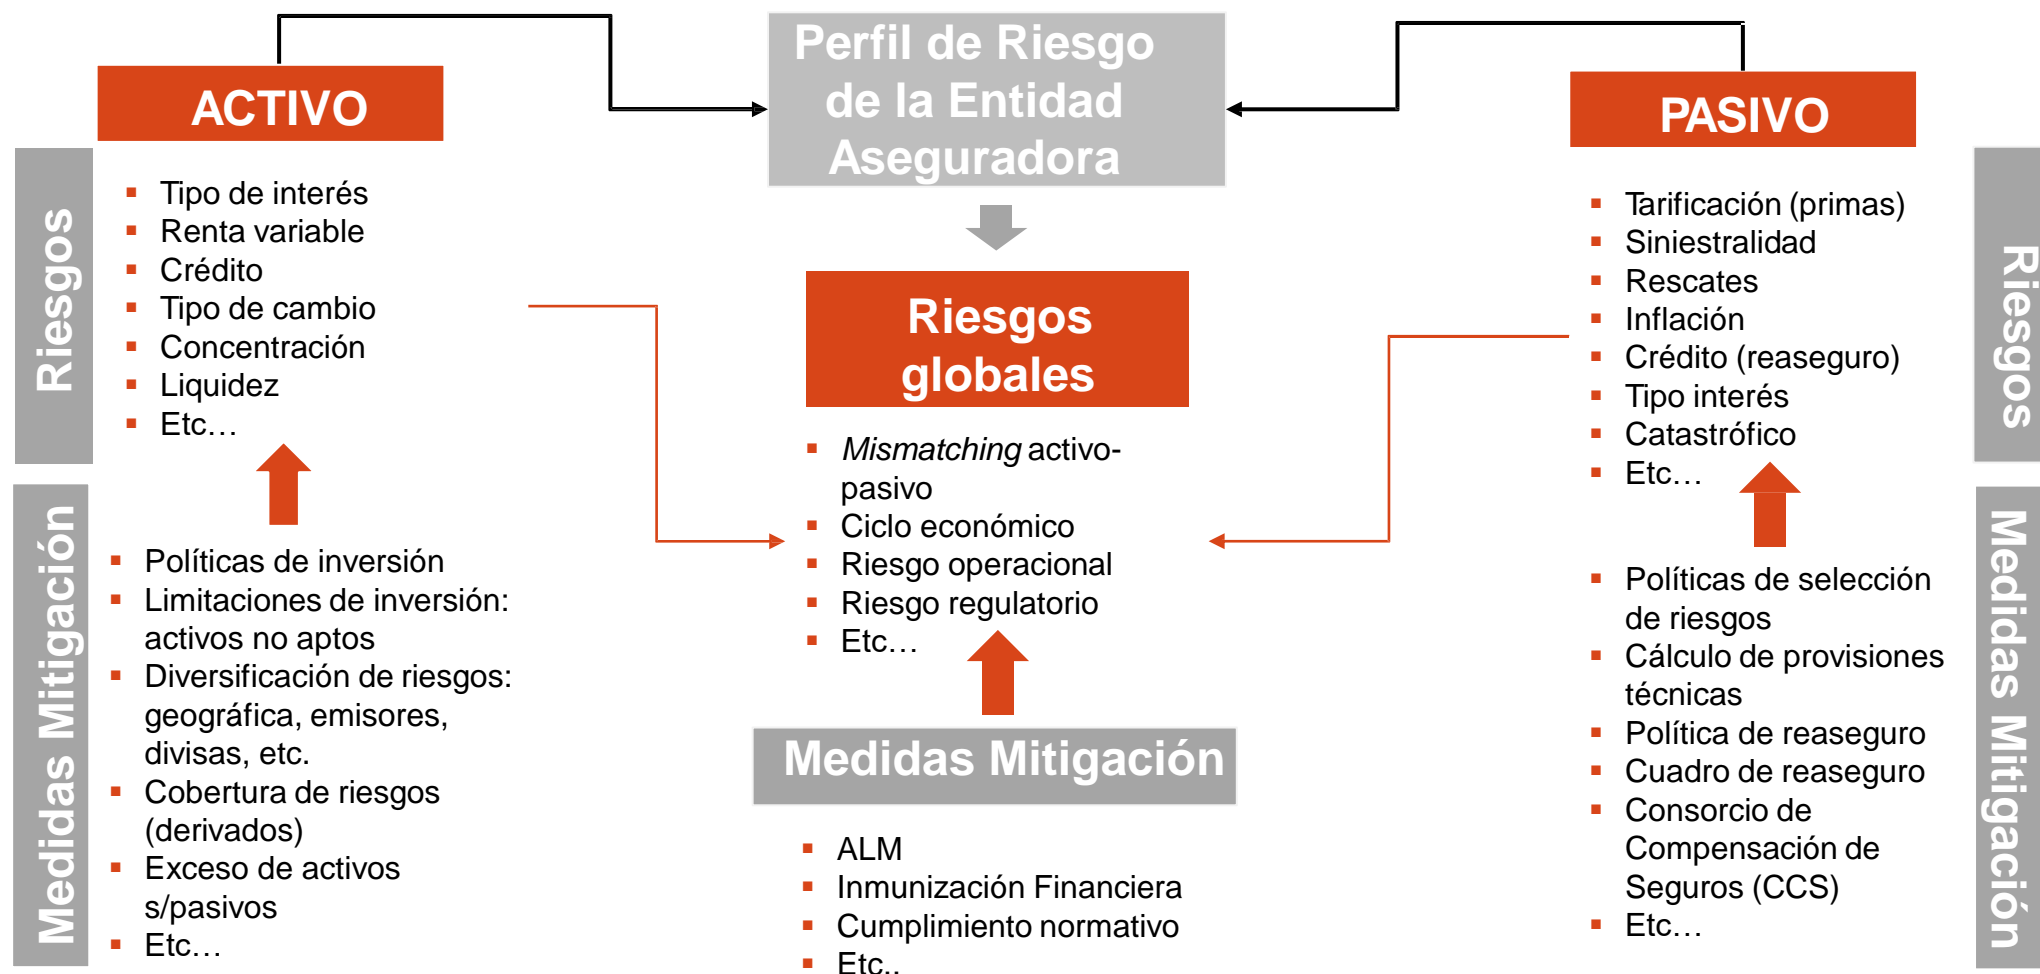 Perfil de Riesgo
de la Entidad
Aseguradora
ACTIVO
Riesgos
▪ Tipo de interés
▪ Renta variable
▪ Crédito
▪ Tipo de cambio
▪ Concentración
▪ Liquidez
▪ Etc…
Medidas Mitigación
▪ Políticas de inversión
▪ Limitaciones de inversión:
activos no aptos
▪ Diversificación de riesgos:
geográfica, emisores,
divisas, etc.
▪ Cobertura de riesgos
(derivados)
▪ Exceso de activos
s/pasivos
▪ Etc…
Riesgos
globales
▪ Mismatching activo-
pasivo
▪ Ciclo económico
▪ Riesgo operacional
▪ Riesgo regulatorio
▪ Etc…
Medidas Mitigación
▪ ALM
▪ Inmunización Financiera
▪ Cumplimiento normativo
▪ Etc..
PASIVO
Riesgos
▪ Tarificación (primas)
▪ Siniestralidad
▪ Rescates
▪ Inflación
▪ Crédito (reaseguro)
▪ Tipo interés
▪ Catastrófico
▪ Etc…
Medidas Mitigación
▪ Políticas de selección
de riesgos
▪ Cálculo de provisiones
técnicas
▪ Política de reaseguro
▪ Cuadro de reaseguro
▪ Consorcio de
Compensación de
Seguros (CCS)
▪ Etc…